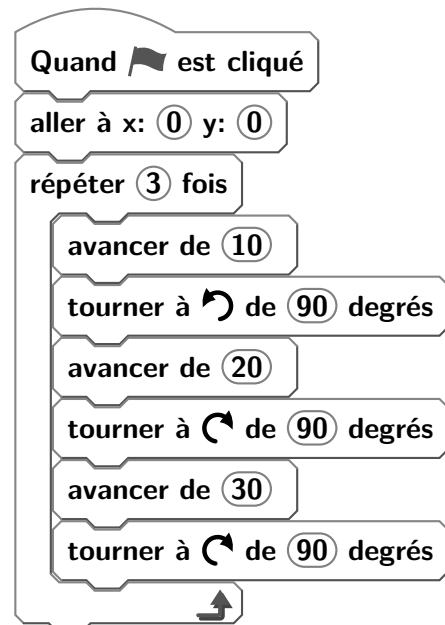 Quand est cliqué
aller à x: 0 y: 0
répéter 3 fois
avancer de 10
tourner à de 90 degrés
avancer de 20
tourner à de 90 degrés
avancer de 30
tourner à de 90 degrés